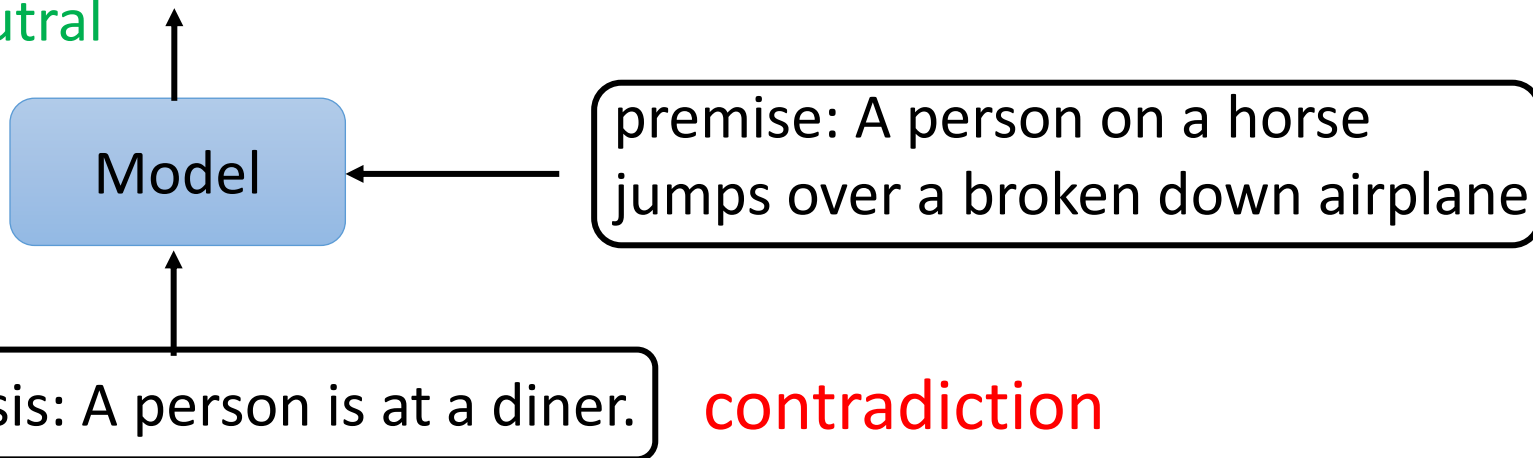 utral
premise: A person on a horse
Model
jumps over a broken down airplane
sis: A person is at a diner.
contradiction